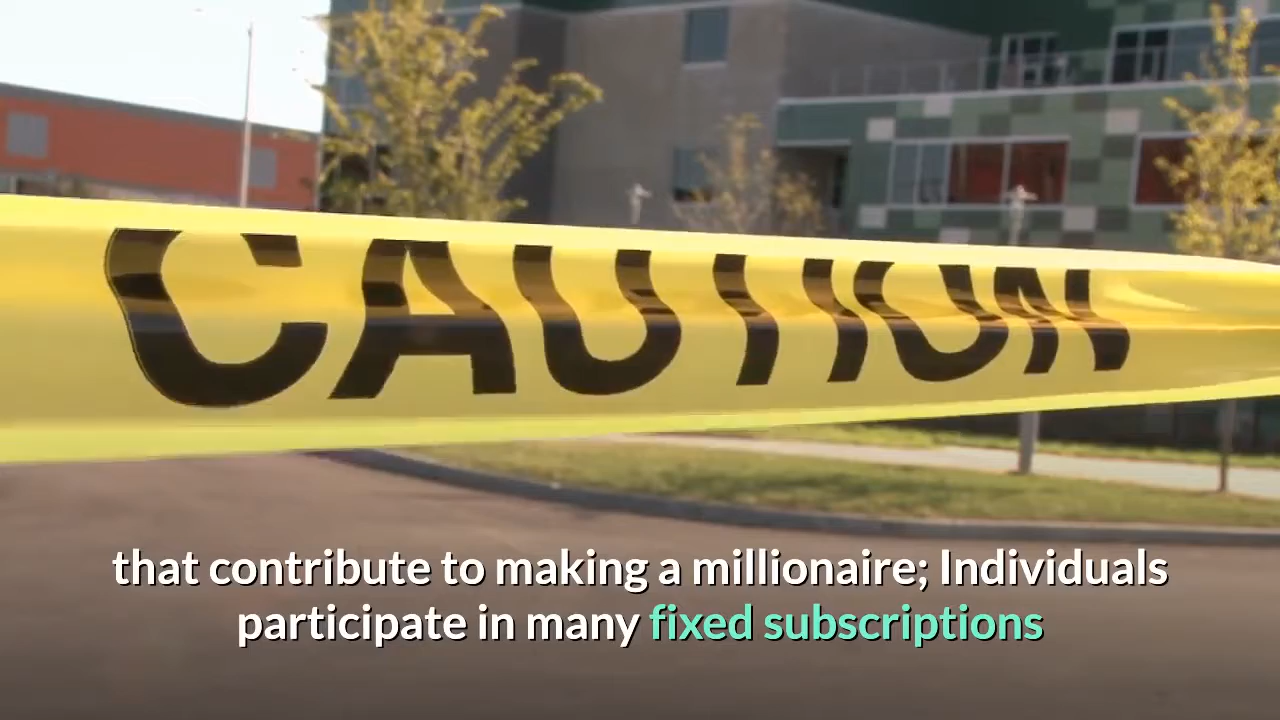 CAUTION
that contribute to making a millionaire; Individuals
participate in many fixed subscriptions